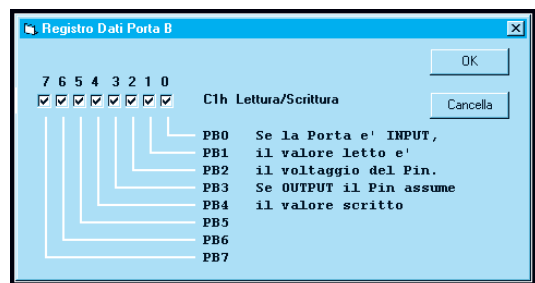 Registro Dati Porta B
OK
7 6 5 4 3 2 1 0
C1h Lettura/Scrittura
Cancella
PB0 Se la Porta e' INPUT,
PB1 il valore letto e'
PB2 il voltaggio del Pin.
PB3 Se OUTPUT il Pin assume
PB4 il valore scritto
PB5
PB6
PB7